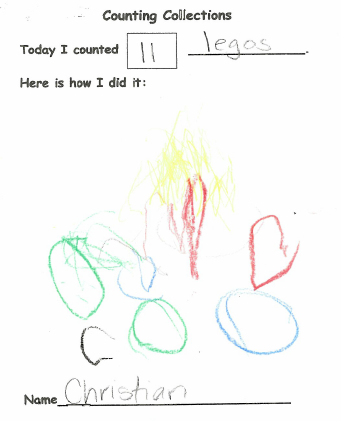 Counting Collections
Today I counted 11 legos.
Here is how I did it:
Name Christian